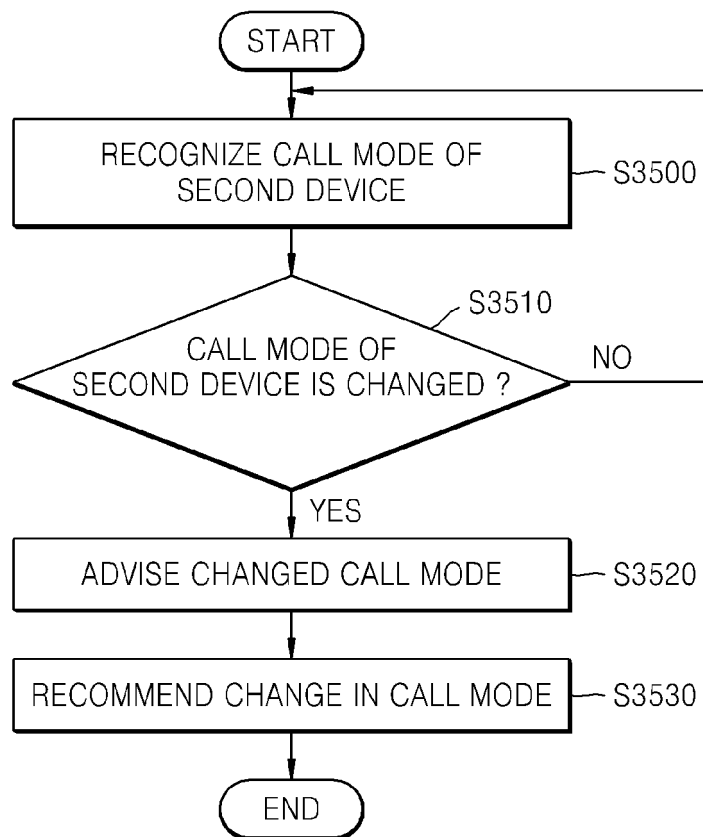 START
RECOGNIZE CALL MODE OF
SECOND DEVICE
S3500
S3510
CALL MODE OF
SECOND DEVICE IS CHANGED ?
NO
YES
ADVISE CHANGED CALL MODE
S3520
RECOMMEND CHANGE IN CALL MODE
S3530
END